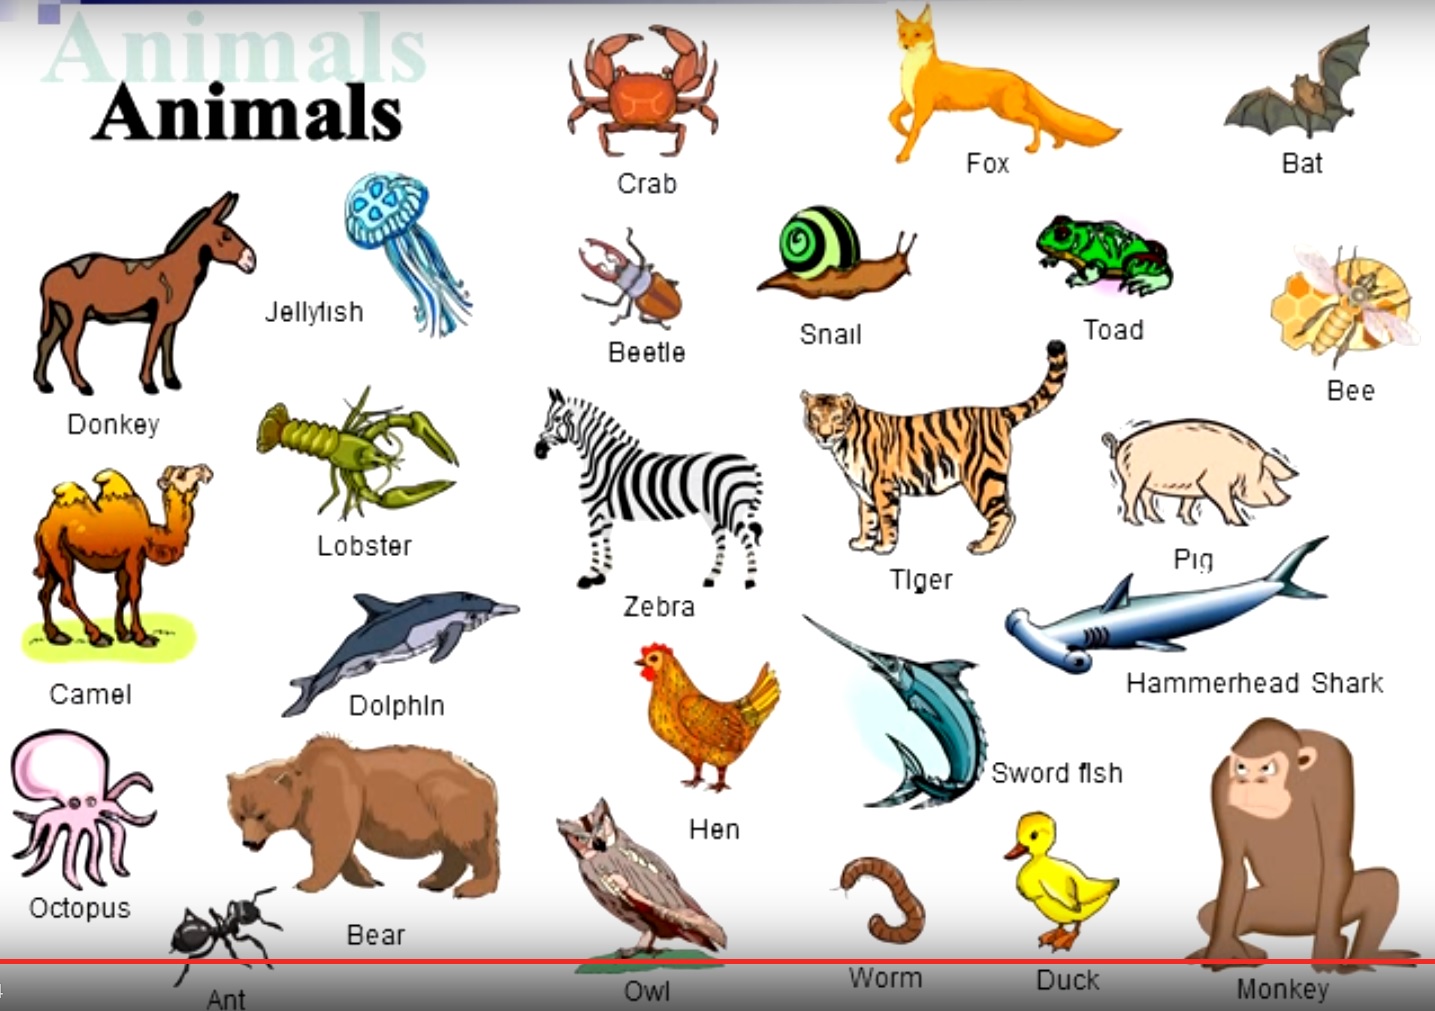 Animals
Animals
Crab
Fox
Bat
Jellyfish
Beetle
Snail
Toad
Bee
Donkey
Lobster
Zebra
Tiger
Pig
Camel
Dolphin
Hammerhead Shark
Sword fish
Hen
Octopus
Bear
Ant
Owl
Worm
Duck
Monkey